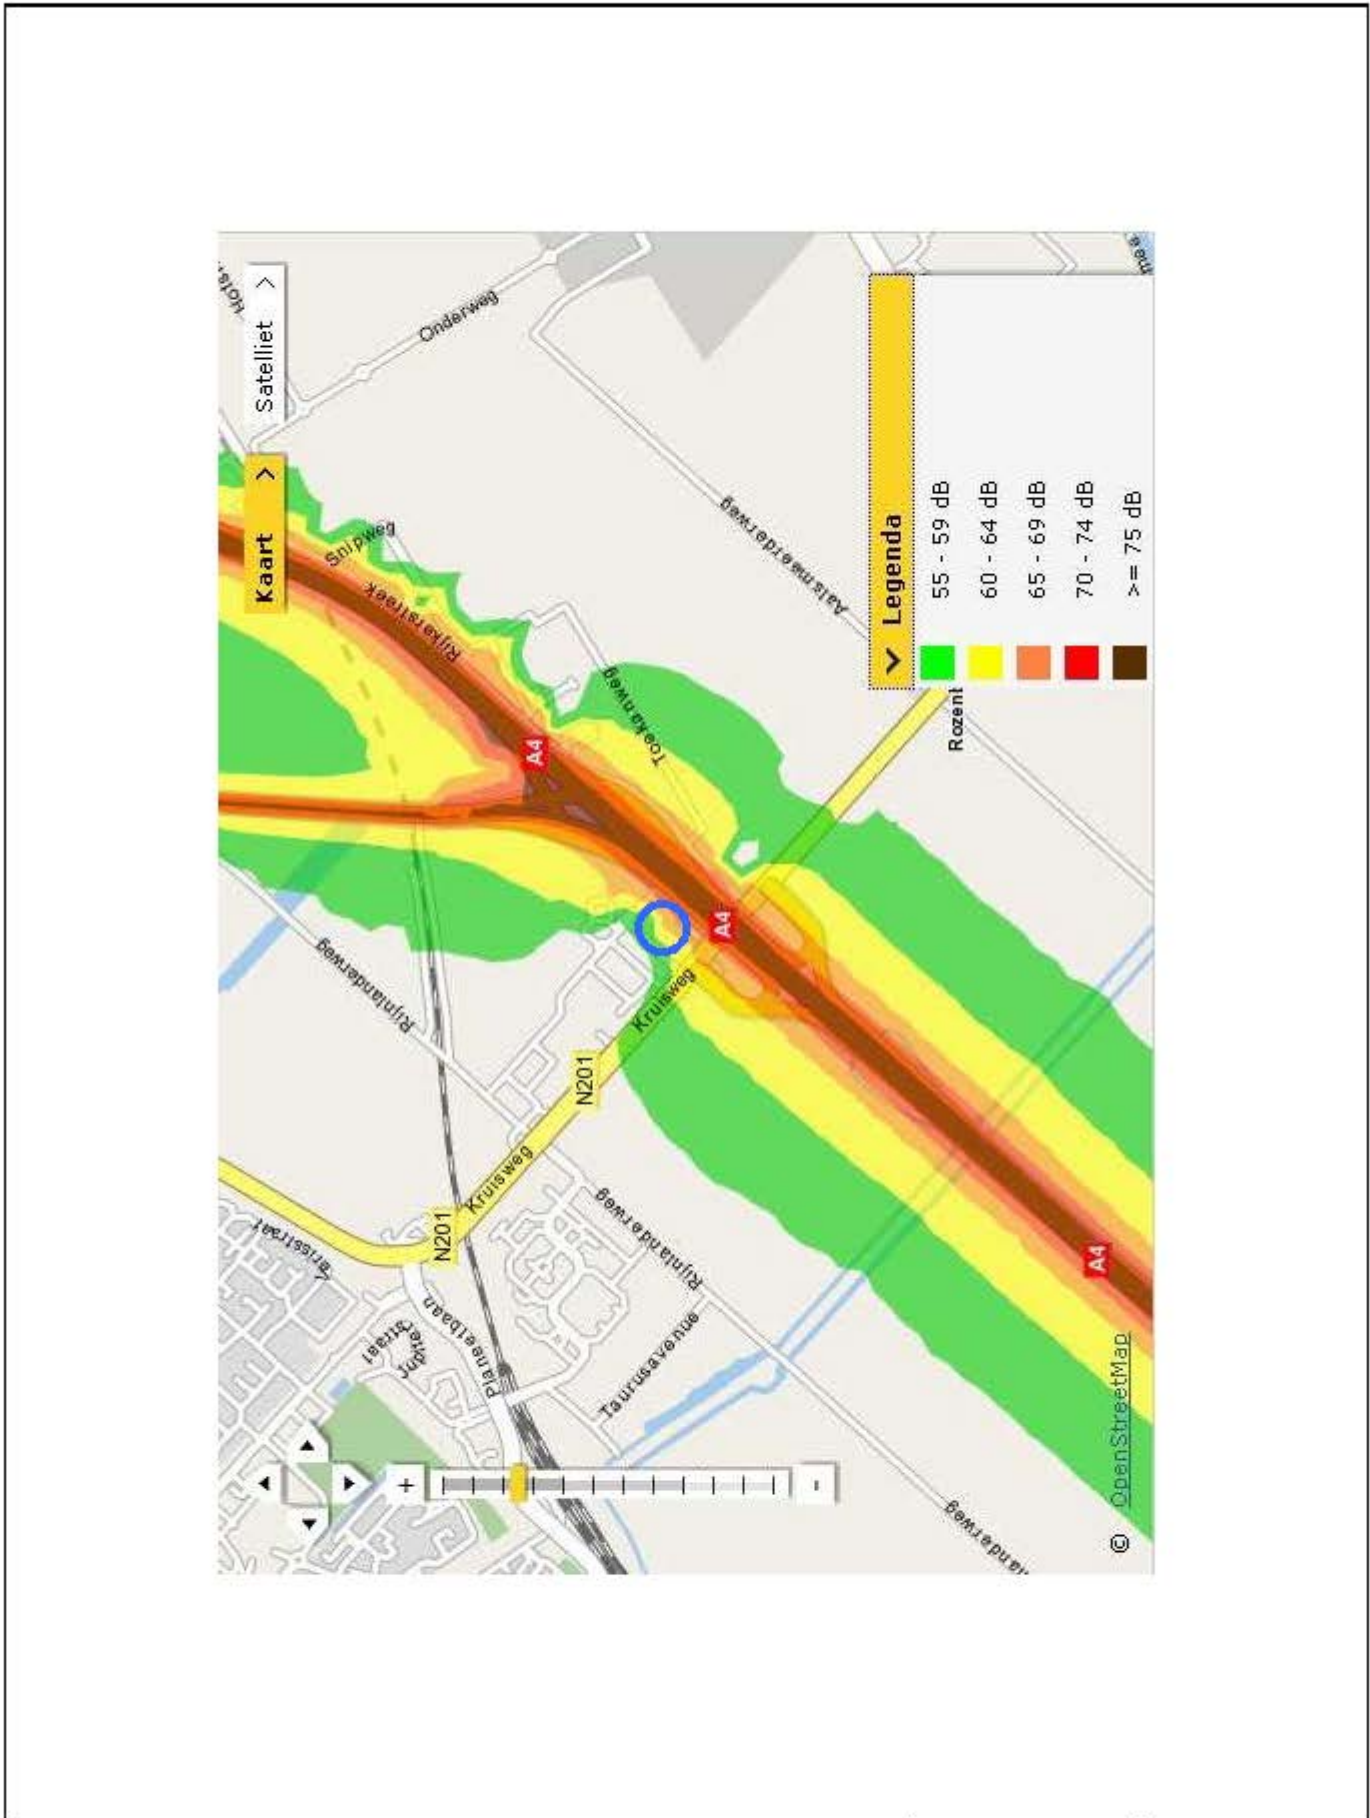 Kaart >
Satelliet >
Onderweg
Snipweg
Rijkerstreek
Aalsmeerderweg
A4
Toekanweg
Rijnlanderweg
A4
Kruisweg
N201
Kruisweg
N201
Rijnlanderweg
Planeetbaan
Taurusavenue
A4
Legenda
55 - 59 dB
60 - 64 dB
65 - 69 dB
70 - 74 dB
>= 75 dB
+
-
© OpenStreetMap